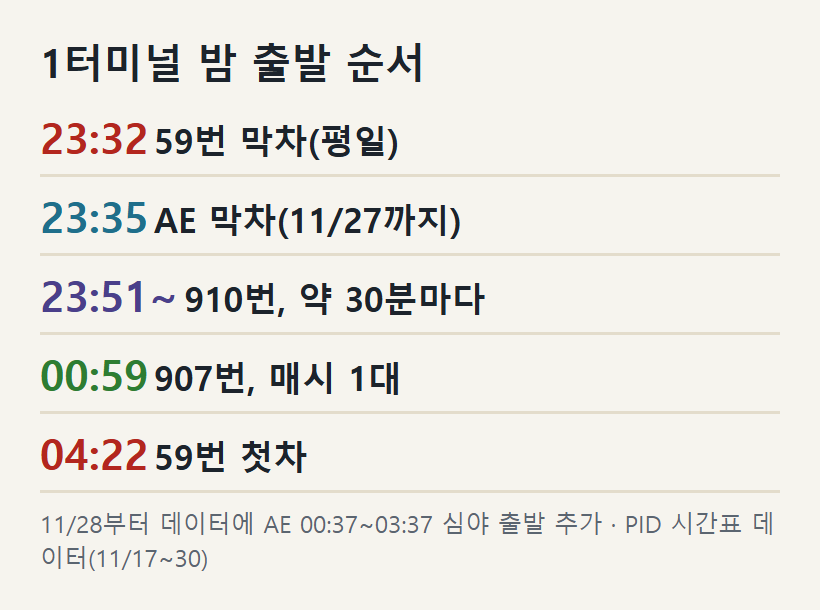 1터미널 밤 출발 순서
23:32 59번 막차(평일)
23:35 AE 막차(11/27까지)
23:51~ 910번, 약 30분마다
00:59 907번, 매시 1대
04:22 59번 첫차
11/28부터 데이터에 AE 00:37~03:37 심야 출발 추가 · PID 시간표 데
이터(11/17~30)